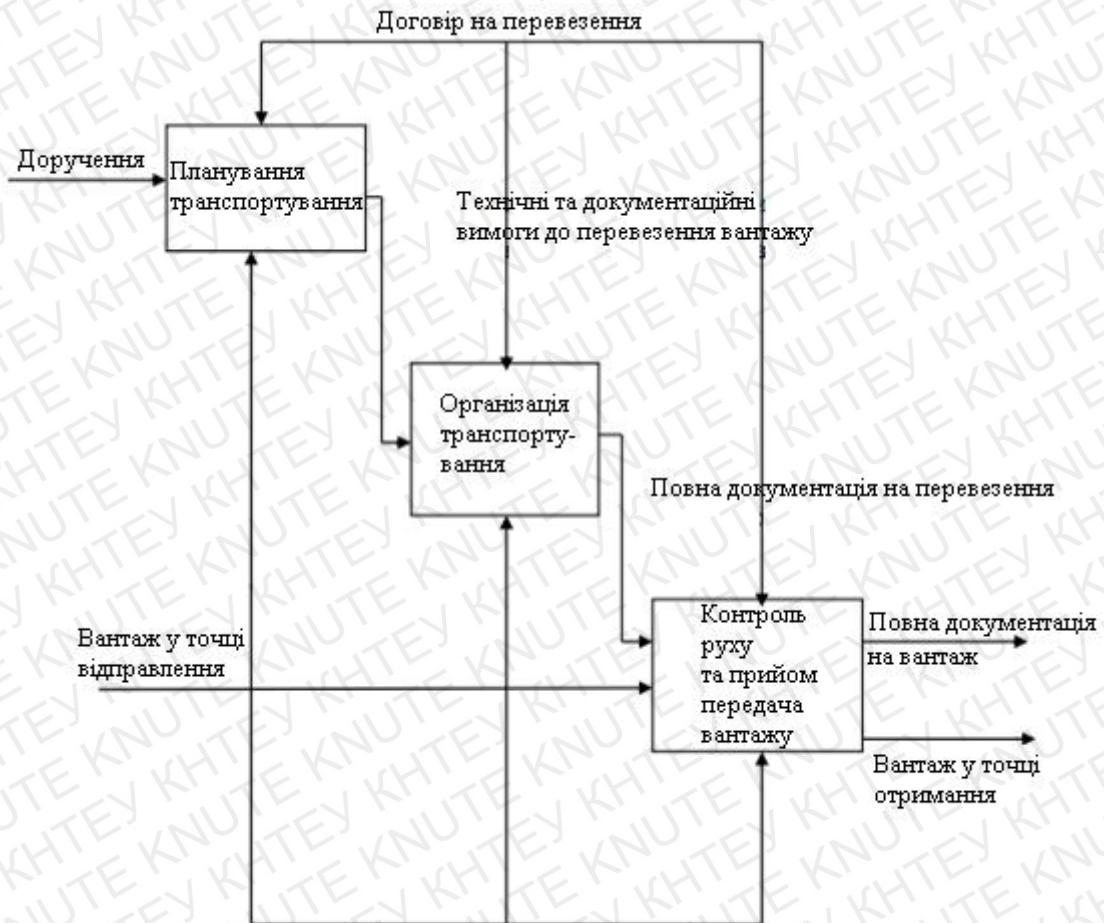 Договір на перевезення
Доручення
Планування
транспортування
Технічні та документаційні
вимоги до перевезення вантажу
Організація
транспорту-
вання
Повна документація на перевезення
Вантаж у точці
відправлення
Контроль
руху
та прийом
передача
вантажу
Повна документація
на вантаж
Вантаж у точці
отримання